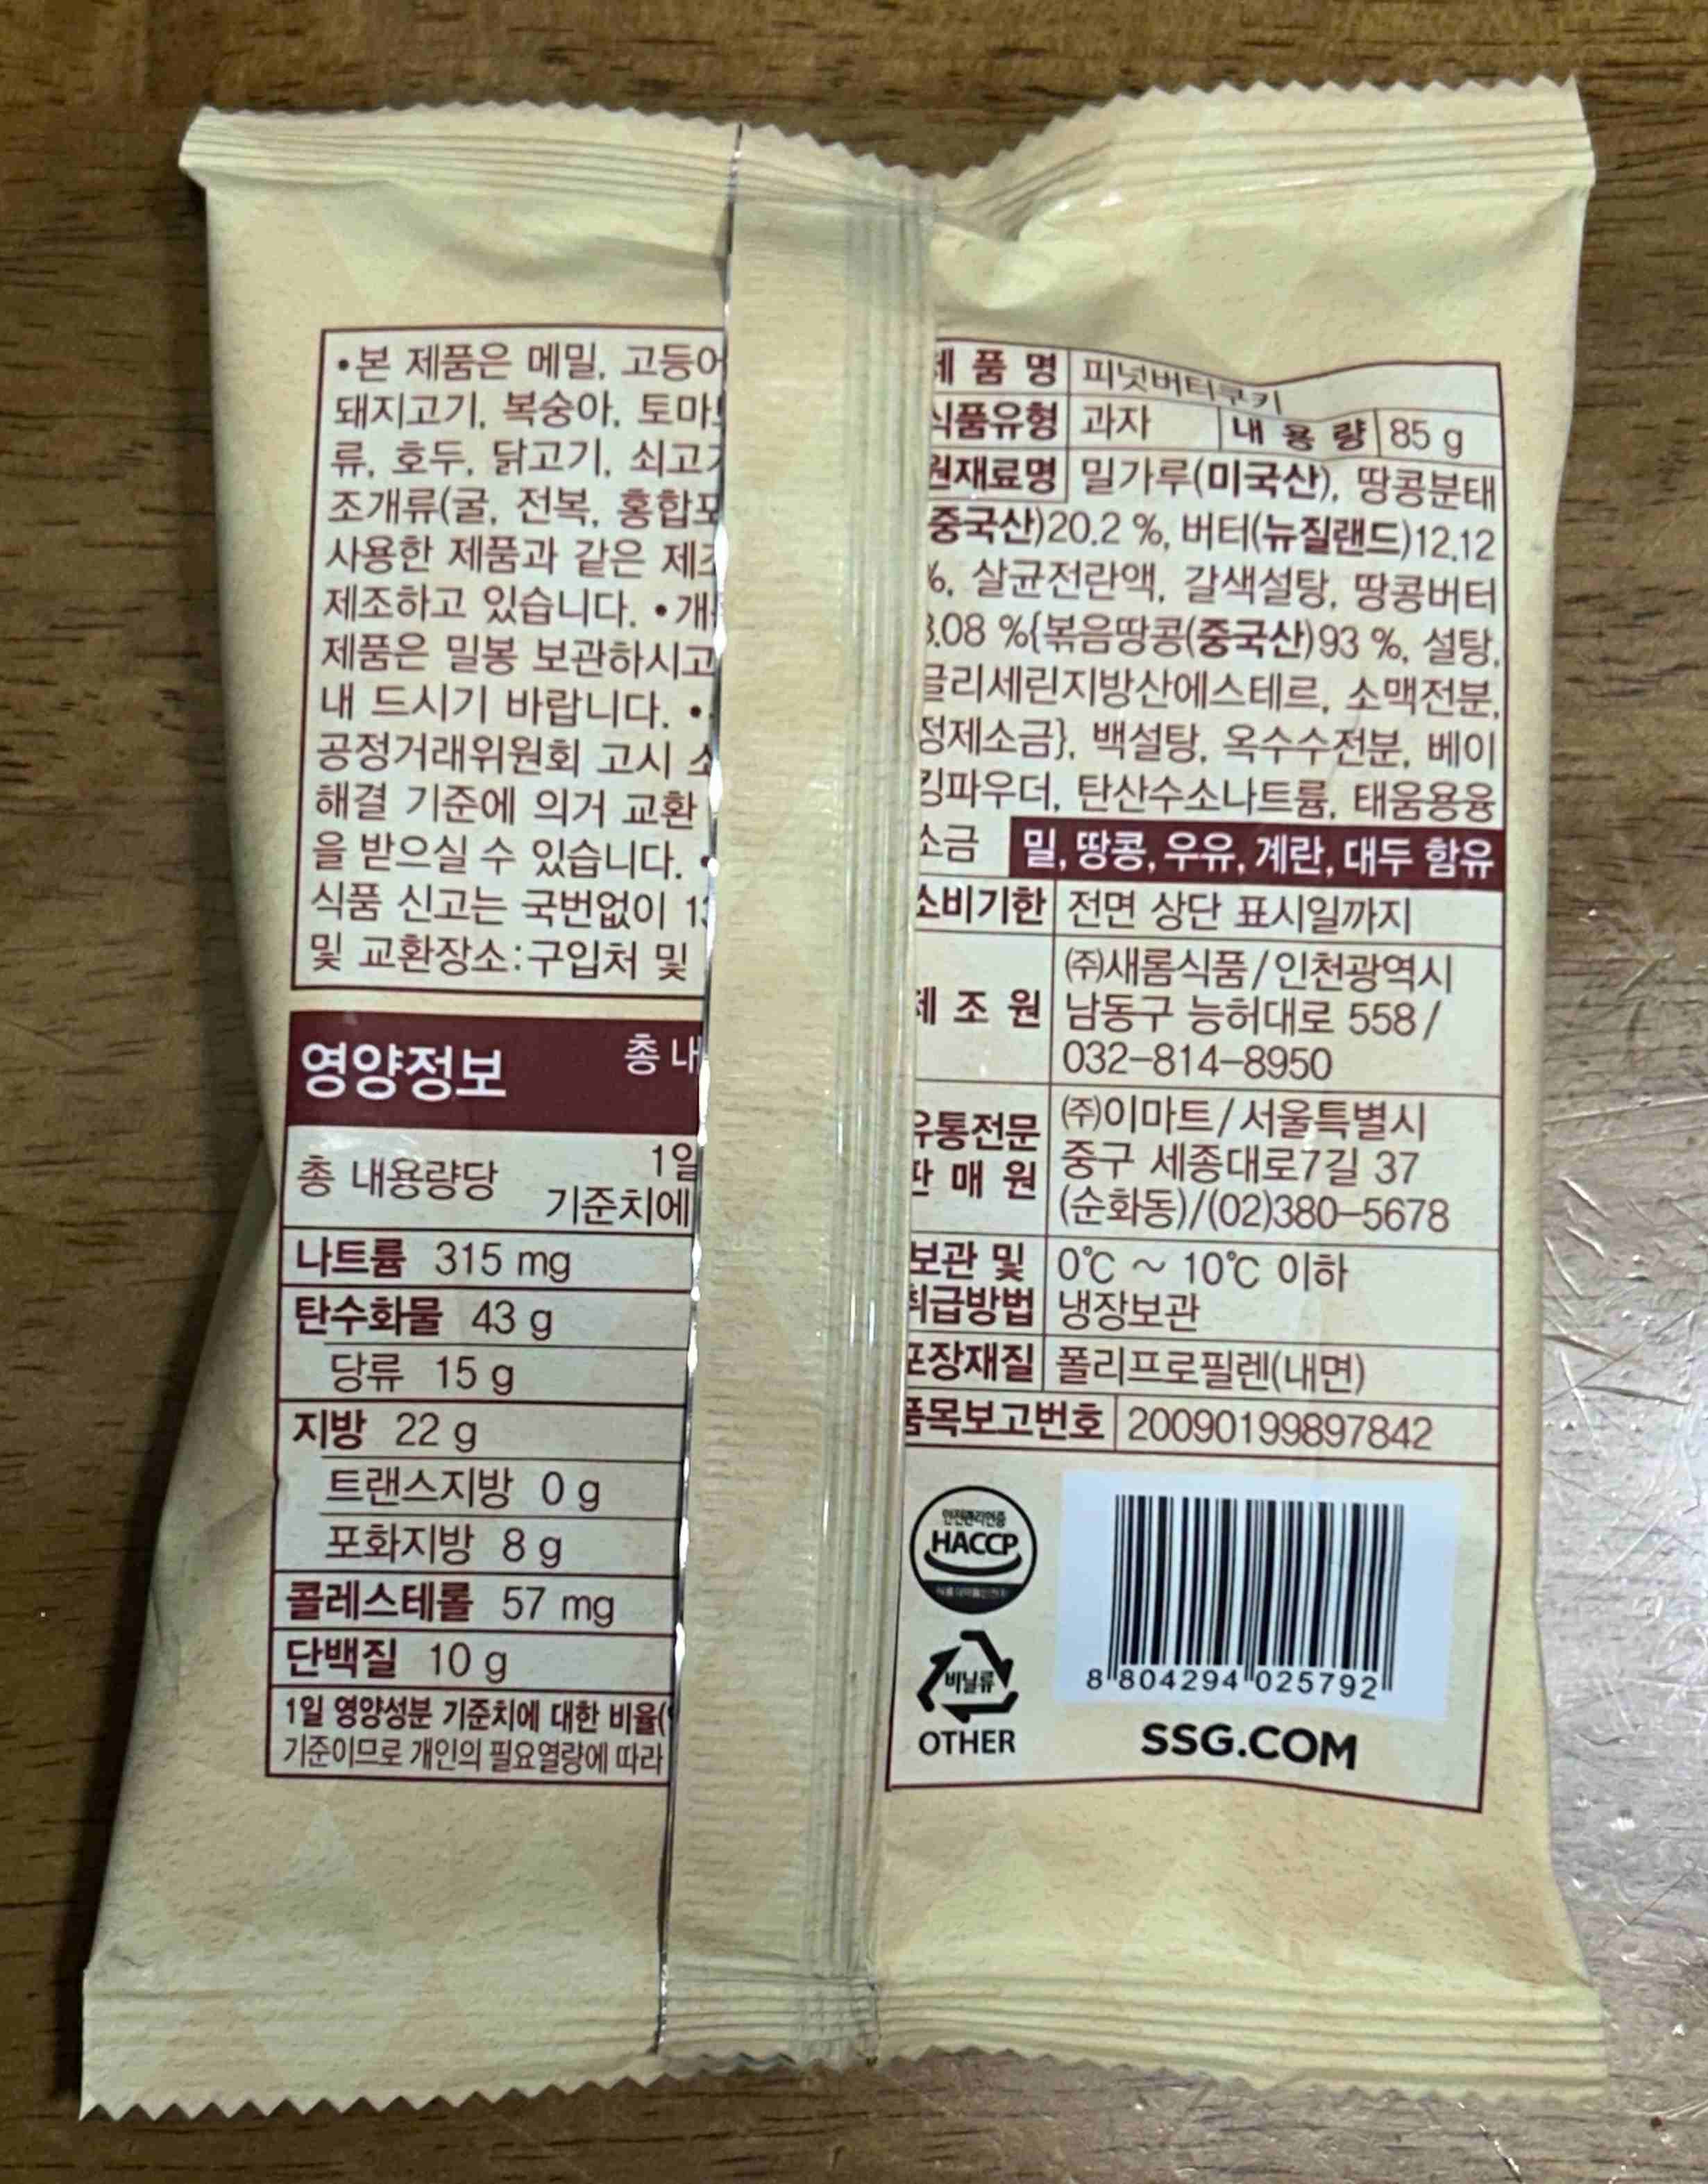 •본 제품은 메밀, 고등어
돼지고기, 복숭아, 토마
류, 호두, 닭고기, 쇠고
조개류(굴, 전복, 홍합포
사용한 제품과 같은 제조
제조하고 있습니다. •개
제품은 밀봉 보관하시고
내 드시기 바랍니다. •
공정거래위원회 고시 소
해결 기준에 의거 교환
을 받으실 수 있습니다. •
식품 신고는 국번없이 13
및 교환장소:구입처 및
영양정보 총 내
총 내용량당 1일
기준치에
나트륨 315 mg
탄수화물 43 g
당류 15 g
지방 22 g
트랜스지방 0 g
포화지방 8 g
콜레스테롤 57 mg
단백질 10 g
1일 영양성분 기준치에 대한 비율(
기준이므로 개인의 필요열량에 따라
제 품 명 피넛버터쿠키
식품유형 과자 내 용 량 85 g
원재료명 밀가루(미국산), 땅콩분태
중국산)20.2 %, 버터(뉴질랜드)12.12
%, 살균전란액, 갈색설탕, 땅콩버터
3.08 %{볶음땅콩(중국산)93 %, 설탕,
글리세린지방산에스테르, 소맥전분,
정제소금}, 백설탕, 옥수수전분, 베이
킹파우더, 탄산수소나트륨, 태움용융
소금 밀, 땅콩, 우유, 계란, 대두 함유
소비기한 전면 상단 표시일까지
제 조 원 ㈜새롬식품/인천광역시
남동구 능허대로 558/
032-814-8950
유통전문
판 매 원 ㈜이마트/서울특별시
중구 세종대로7길 37
(순화동)/(02)380-5678
보관 및 0℃ ~ 10℃ 이하
취급방법 냉장보관
포장재질 폴리프로필렌(내면)
품목보고번호 20090199897842
안전관리인증
HACCP
비닐류
OTHER
8 804294 025792
SSG.COM